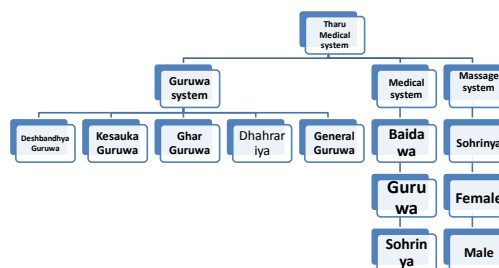 Tharu
Medical
system
Guruwa
system
Medical
system
Massage
system
Deshbandhya
Guruwa
Kesauka
Guruwa
Ghar
Guruwa
Dhahrar
iya
General
Guruwa
Baida
wa
Sohrinya
Guru
wa
Female
Sohrin
ya
Male